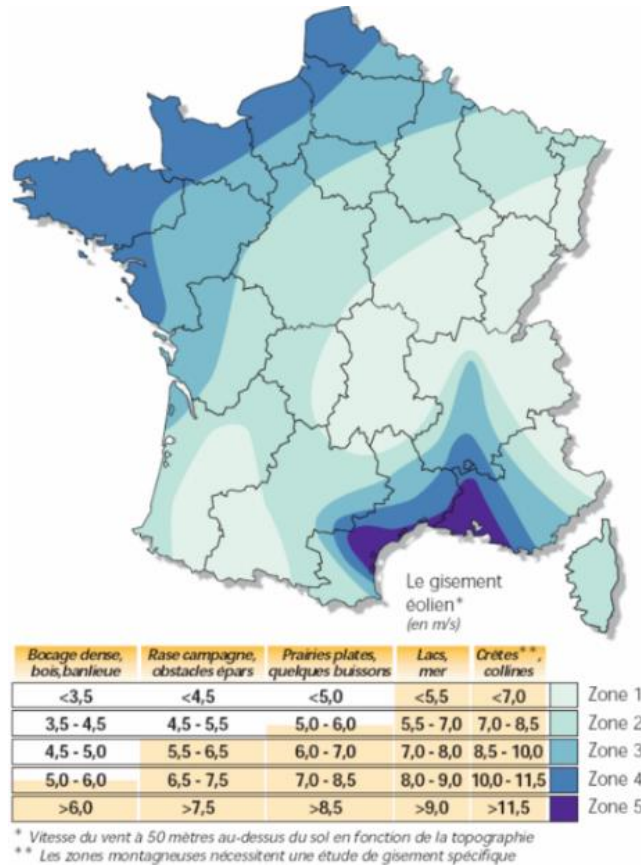 Le gisement
éolien*
(en m/s)
Bocage dense, bois, banlieue | Rase campagne, obstacles épars | Prairies plates, quelques buissons | Lacs, mer | Crêtes**, collines
<3,5 <4,5 <5,0 <5,5 <7,0 Zone 1
3,5 - 4,5 4,5 - 5,5 5,0 - 6,0 5,5 - 7,0 7,0 - 8,5 Zone 2
4,5 - 5,0 5,5 - 6,5 6,0 - 7,0 7,0 - 8,0 8,5 - 10,0 Zone 3
5,0 - 6,0 6,5 - 7,5 7,0 - 8,5 8,0 - 9,0 10,0 - 11,5 Zone 4
>6,0 >7,5 >8,5 >9,0 >11,5 Zone 5
* Vitesse du vent à 50 mètres au-dessus du sol en fonction de la topographie
** Les zones montagneuses nécessitent une étude de gisement spécifique